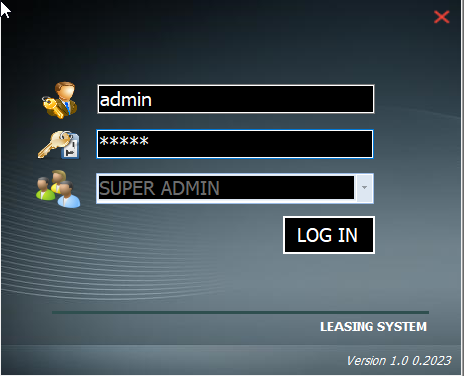 admin
*****
SUPER ADMIN
LOG IN
LEASING SYSTEM
Version 1.0 0.2023